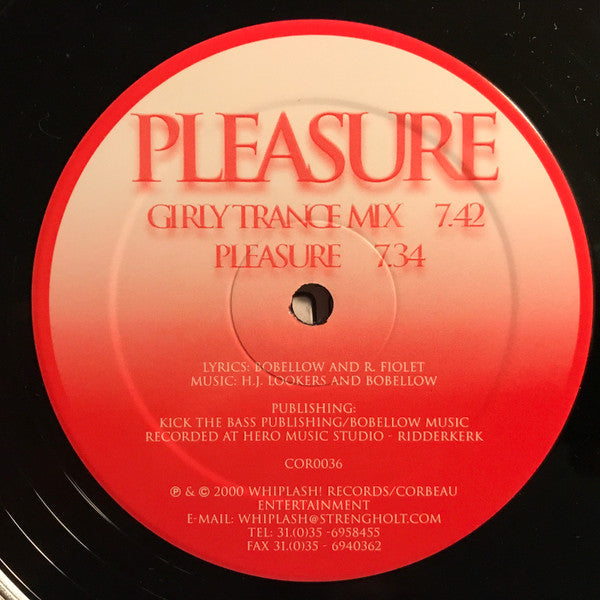 PLEASURE
GIRLY TRANCE MIX 7.42
PLEASURE 7.34
LYRICS: BOBELLOW AND R. FIOLET
MUSIC: H.J. LOOKERS AND BOBELLOW
PUBLISHING:
KICK THE BASS PUBLISHING/BOBELLOW MUSIC
RECORDED AT HERO MUSIC STUDIO - RIDDERKERK
COR0036
℗ & © 2000 WHIPLASH! RECORDS/CORBEAU
ENTERTAINMENT
E-MAIL: WHIPLASH@STRENGHOLT.COM
TEL: 31.(0)35 -6958455
FAX 31.(0)35 - 6940362